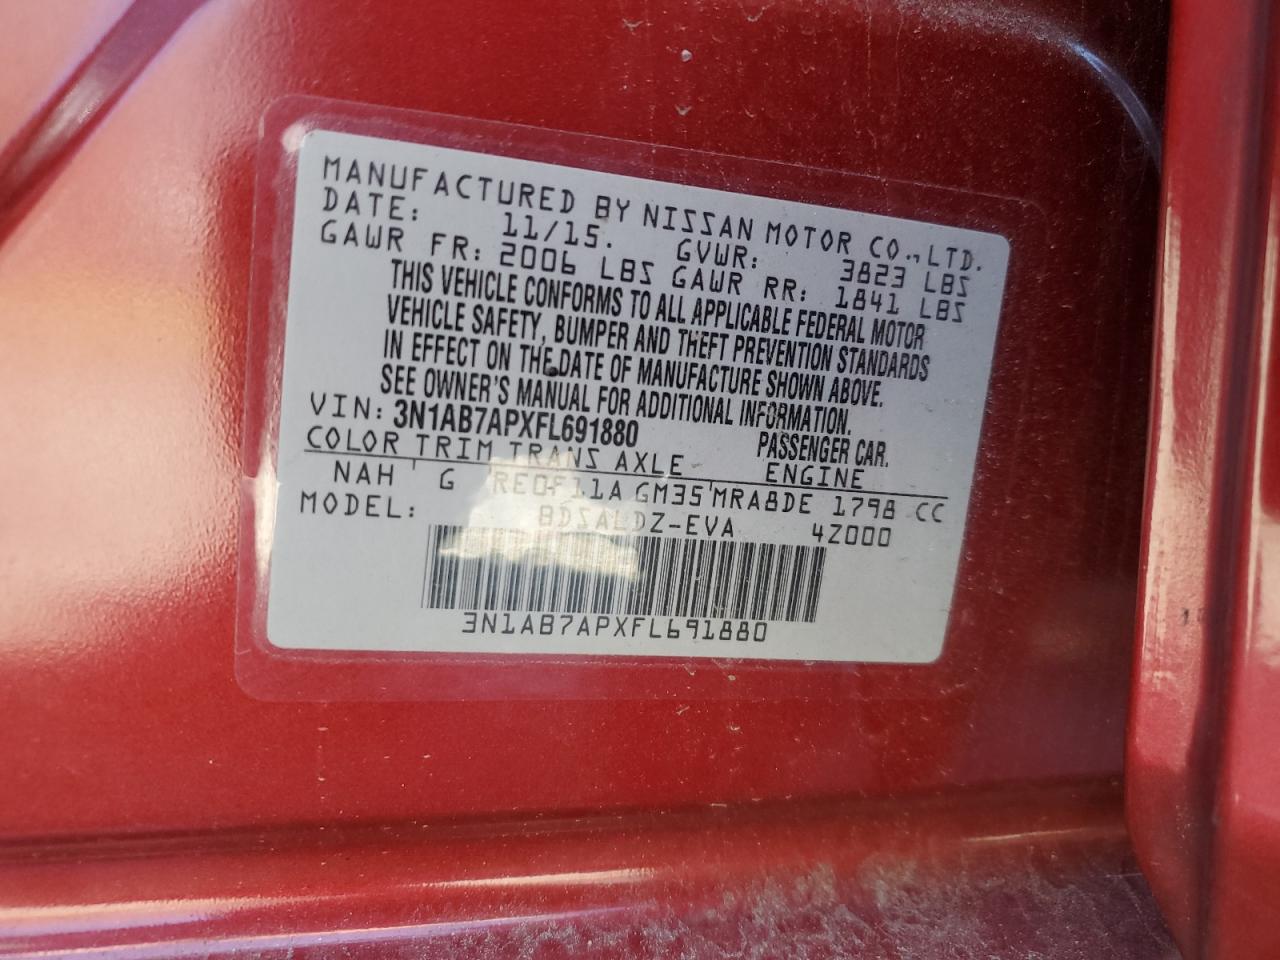 MANUFACTURED BY NISSAN MOTOR CO., LTD.
DATE: 11/15. GVWR: 3823 LBS
GAWR FR: 2006 LBS GAWR RR: 1841 LBS
THIS VEHICLE CONFORMS TO ALL APPLICABLE FEDERAL MOTOR
VEHICLE SAFETY, BUMPER AND THEFT PREVENTION STANDARDS
IN EFFECT ON THE DATE OF MANUFACTURE SHOWN ABOVE.
SEE OWNER'S MANUAL FOR ADDITIONAL INFORMATION.
VIN: 3N1AB7APXFL691880 PASSENGER CAR.
COLOR TRIM TRANS AXLE ENGINE
NAH G RE0F11A GM35 MRA8DE 1798 CC
MODEL: BDSALDZ-EVA 4Z000
3N1AB7APXFL691880